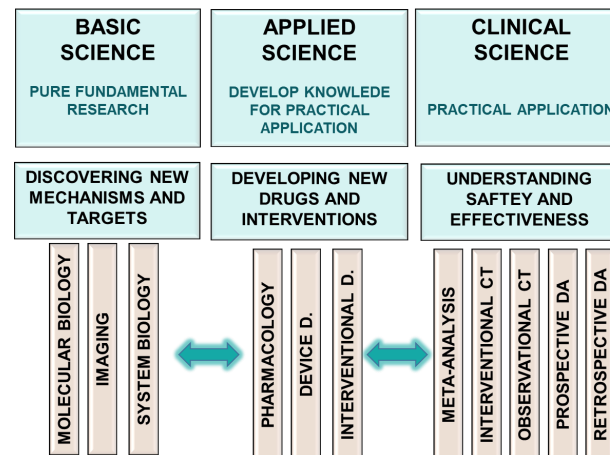 BASIC
SCIENCE
PURE FUNDAMENTAL
RESEARCH
APPLIED
SCIENCE
DEVELOP KNOWLEDE
FOR PRACTICAL
APPLICATION
CLINICAL
SCIENCE
PRACTICAL APPLICATION
DISCOVERING NEW
MECHANISMS AND
TARGETS
DEVELOPING NEW
DRUGS AND
INTERVENTIONS
UNDERSTANDING
SAFTEY AND
EFFECTIVENESS
MOLECULAR BIOLOGY
IMAGING
SYSTEM BIOLOGY
PHARMACOLOGY
DEVICE D.
INTERVENTIONAL D.
META-ANALYSIS
INTERVENTIONAL CT
OBSERVATIONAL CT
PROSPECTIVE DA
RETROSPECTIVE DA